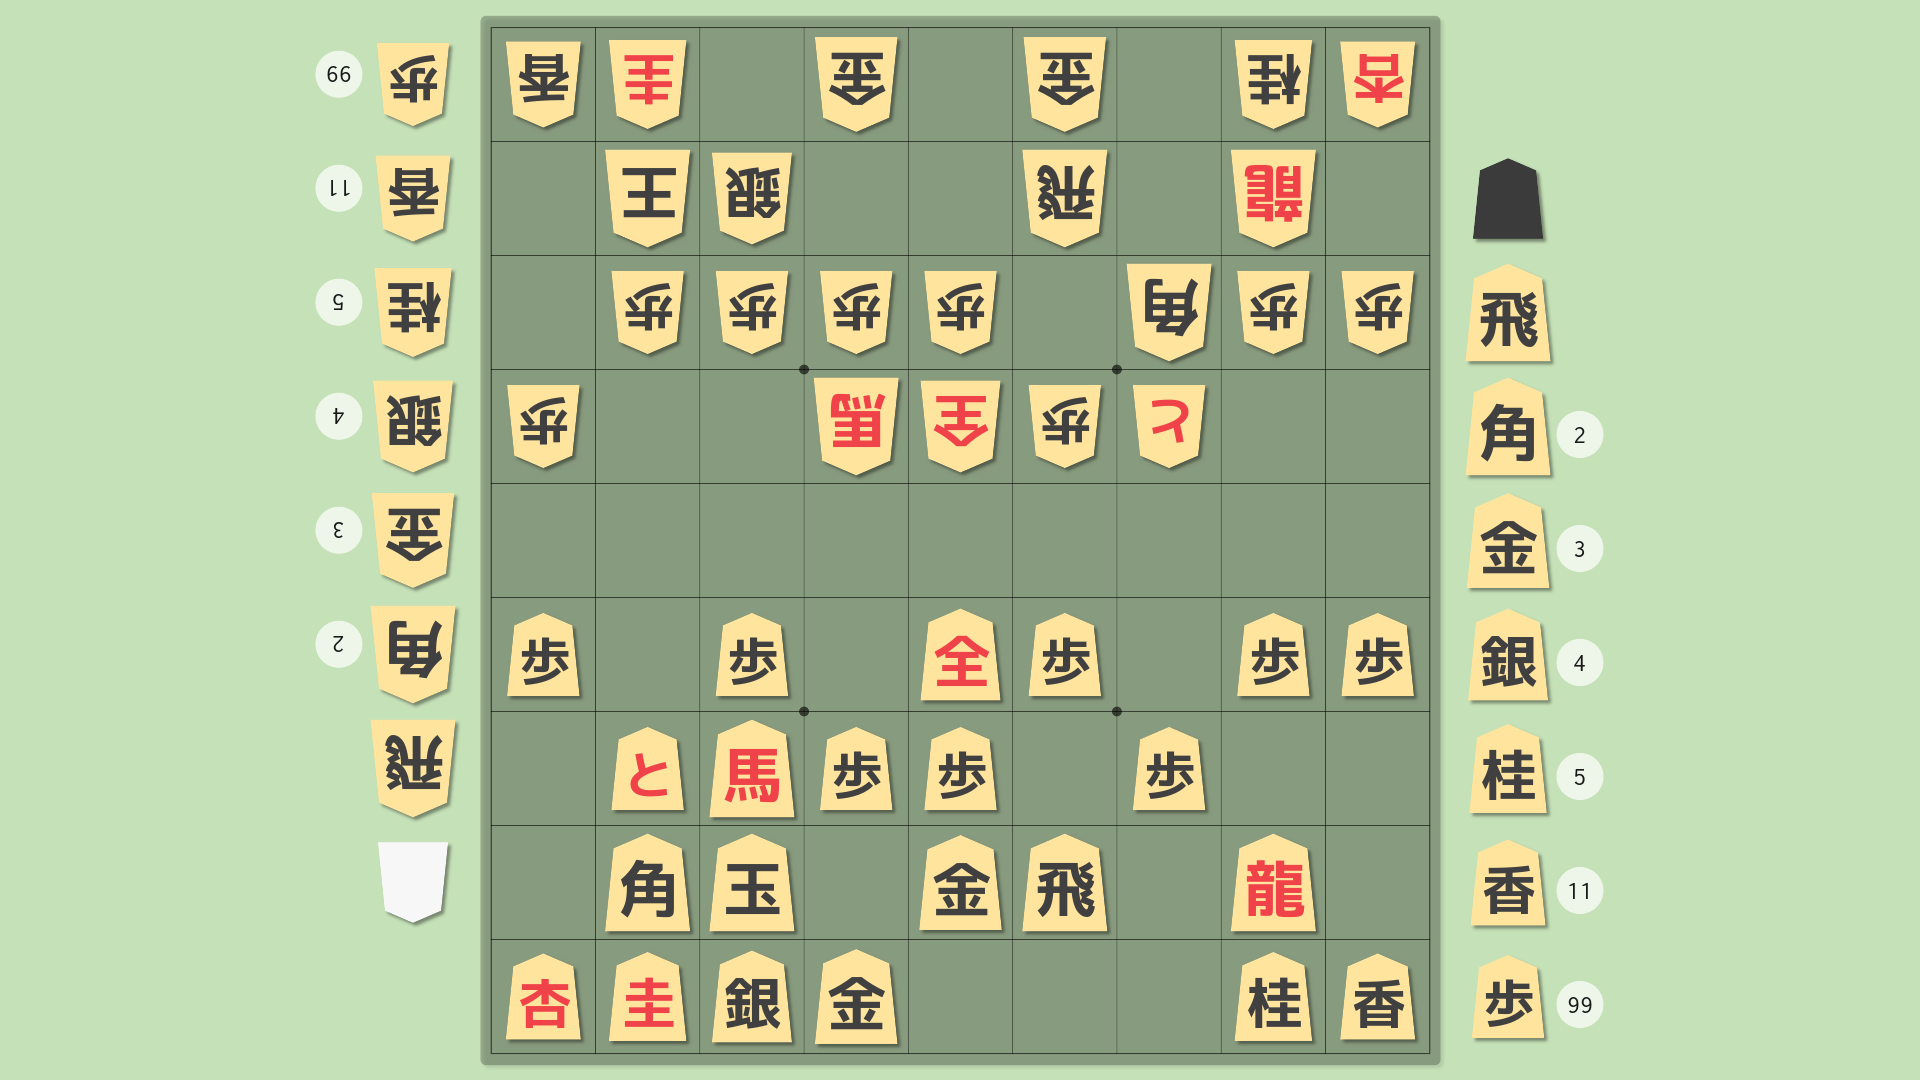 歩 99 香 圭 金 金 桂 杏
香 11 王 銀 飛 龍
桂 5 歩 歩 歩 歩 角 歩 歩 飛
銀 4 歩 馬 全 歩 と 角 2
金 3 金 3
角 2 歩 歩 全 歩 歩 歩 銀 4
飛 と 馬 歩 歩 歩 桂 5
角 玉 金 飛 龍 香 11
杏 圭 銀 金 桂 香 歩 99